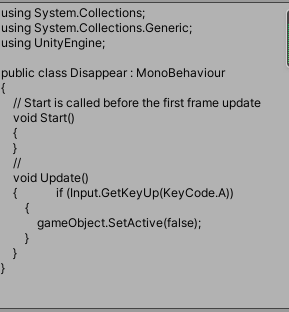 using System.Collections;
using System.Collections.Generic;
using UnityEngine;

public class Disappear : MonoBehaviour
{
    // Start is called before the first frame update
    void Start()
    {
    }
    //
    void Update()
    {          if (Input.GetKeyUp(KeyCode.A))
        {
            gameObject.SetActive(false);
        }
    }
}